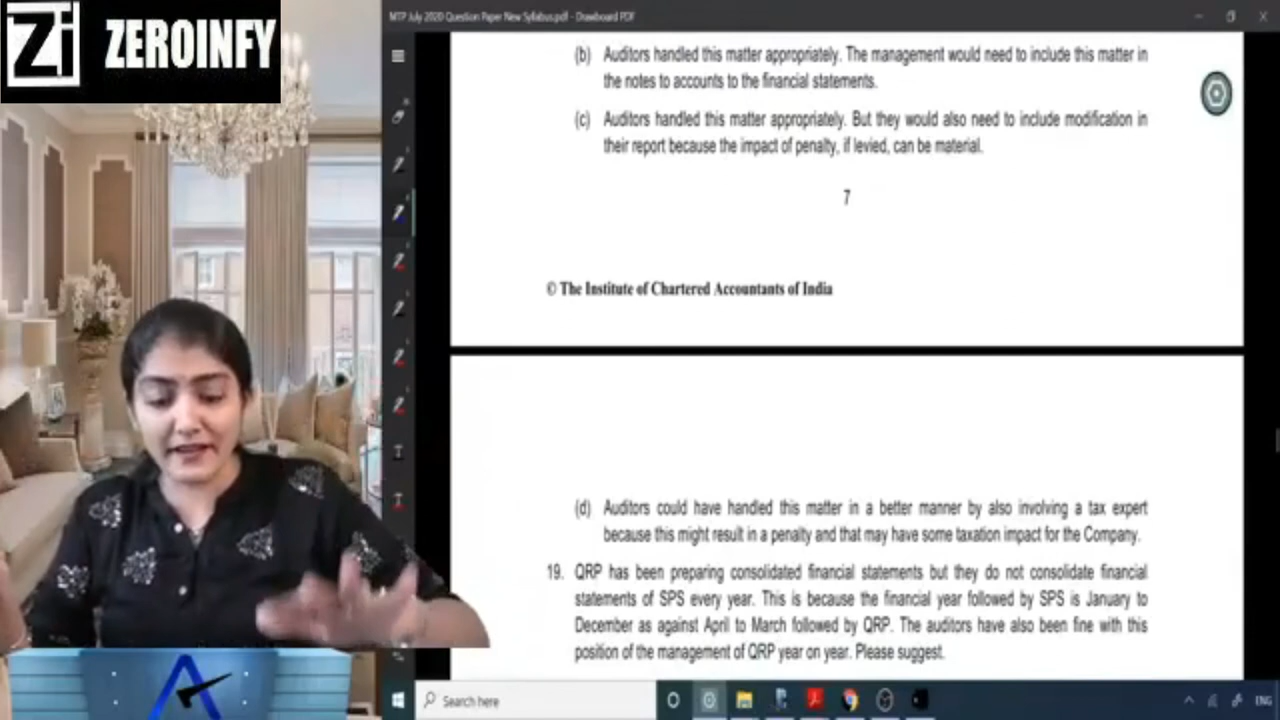 Zi ZEROINFY
MTP July 2020 Question Paper New Syllabus.pdf - Drawboard PDF
(b) Auditors handled this matter appropriately. The management would need to include this matter in
the notes to accounts to the financial statements.
(c) Auditors handled this matter appropriately. But they would also need to include modification in
their report because the impact of penalty, if levied, can be material.
7
© The Institute of Chartered Accountants of India
(d) Auditors could have handled this matter in a better manner by also involving a tax expert
because this might result in a penalty and that may have some taxation impact for the Company.
19. QRP has been preparing consolidated financial statements but they do not consolidate financial
statements of SPS every year. This is because the financial year followed by SPS is January to
December as against April to March followed by QRP. The auditors have also been fine with this
position of the management of QRP year on year. Please suggest.
Search here
ENG